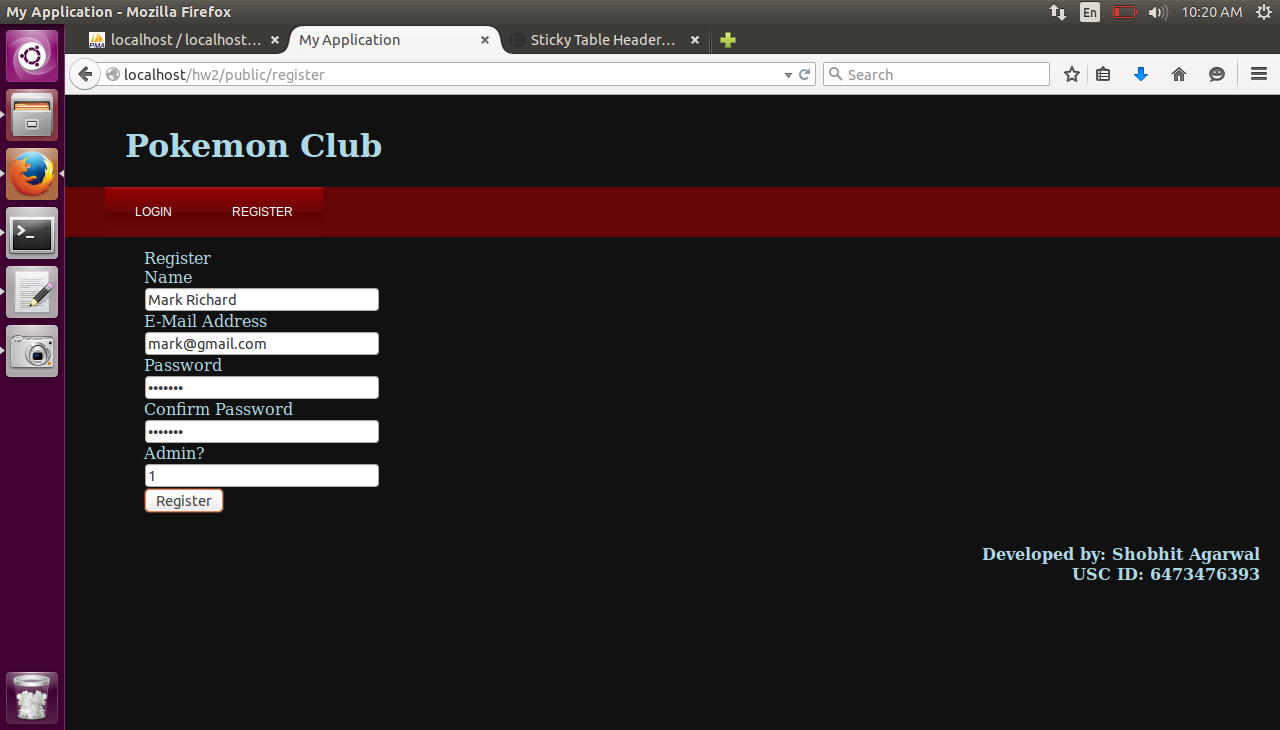 My Application - Mozilla Firefox
En
10:20 AM
PMA
localhost / localhost...
My Application
Sticky Table Header...
localhost/hw2/public/register
Search
Pokemon Club
LOGIN REGISTER
Register
Name
Mark Richard
E-Mail Address
mark@gmail.com
Password
•••••••
Confirm Password
•••••••
Admin?
1
Register
Developed by: Shobhit Agarwal
USC ID: 6473476393